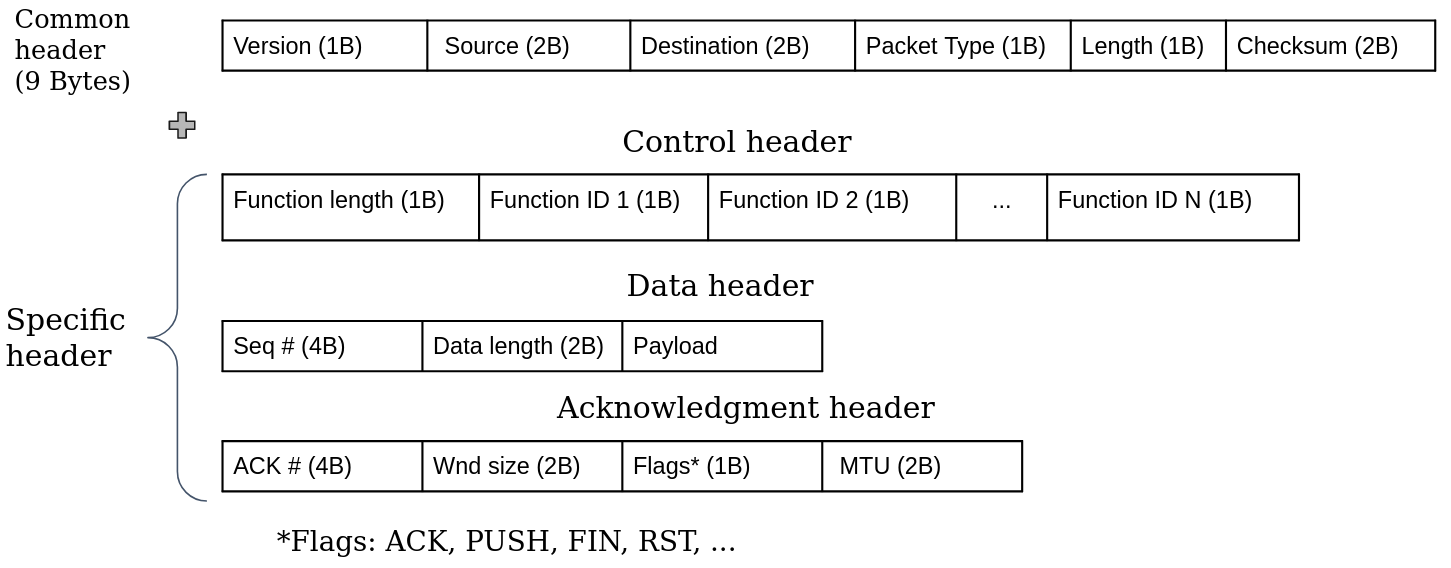 Common
header
(9 Bytes)
Version (1B) Source (2B) Destination (2B) Packet Type (1B) Length (1B) Checksum (2B)
Control header
Function length (1B) Function ID 1 (1B) Function ID 2 (1B) ... Function ID N (1B)
Data header
Specific
header
Seq # (4B) Data length (2B) Payload
Acknowledgment header
ACK # (4B) Wnd size (2B) Flags* (1B) MTU (2B)
*Flags: ACK, PUSH, FIN, RST, ...